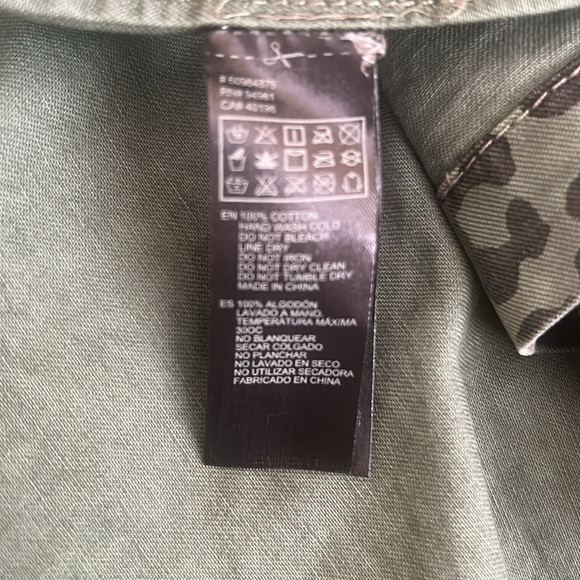 EN 100% COTTON
HAND WASH COLD
DO NOT BLEACH
LINE DRY
DO NOT IRON
DO NOT DRY CLEAN
DO NOT TUMBLE DRY
MADE IN CHINA
ES 100% ALGODÓN
LAVADO A MANO,
TEMPERATURA MÁXIMA
30OC
NO BLANQUEAR
SECAR COLGADO
NO PLANCHAR
NO LAVADO EN SECO
NO UTILIZAR SECADORA
FABRICADO EN CHINA